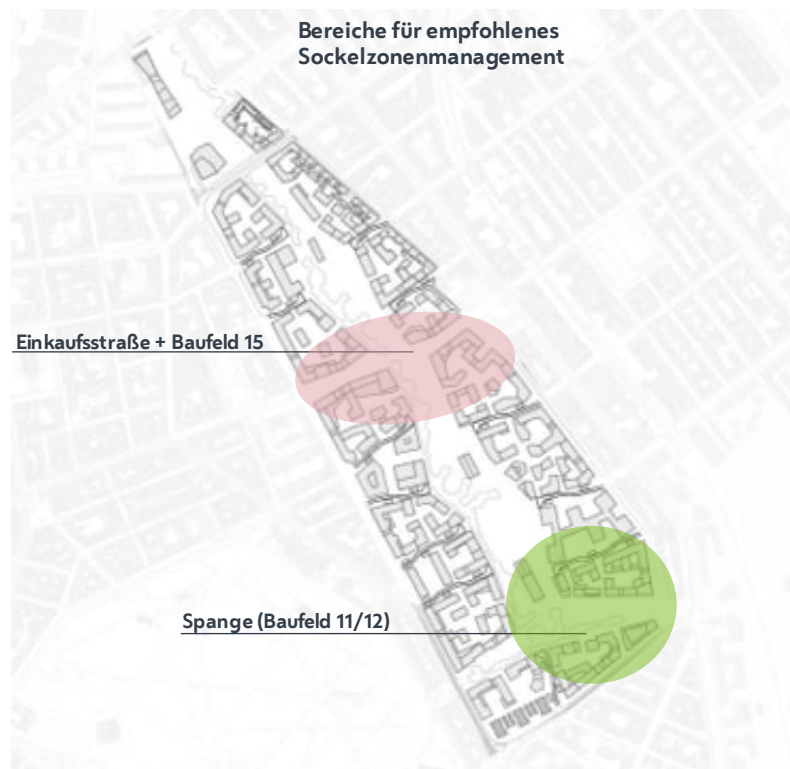 Bereiche für empfohlenes
Sockelzonenmanagement
Einkaufsstraße + Baufeld 15
Spange (Baufeld 11/12)